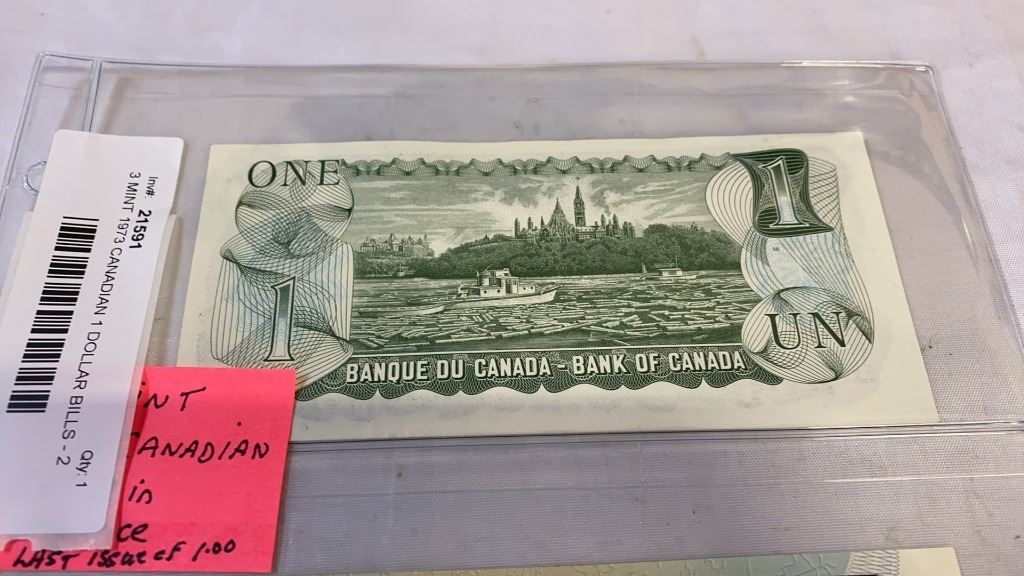 Inv#: 21591
3 MINT 1973 CANADIAN 1 DOLLAR BILLS - 2
Qty: 1
INT
ANADIAN
in
ce
LAST ISSUE of 1.00
ONE
1
1
UN
BANQUE DU CANADA - BANK OF CANADA